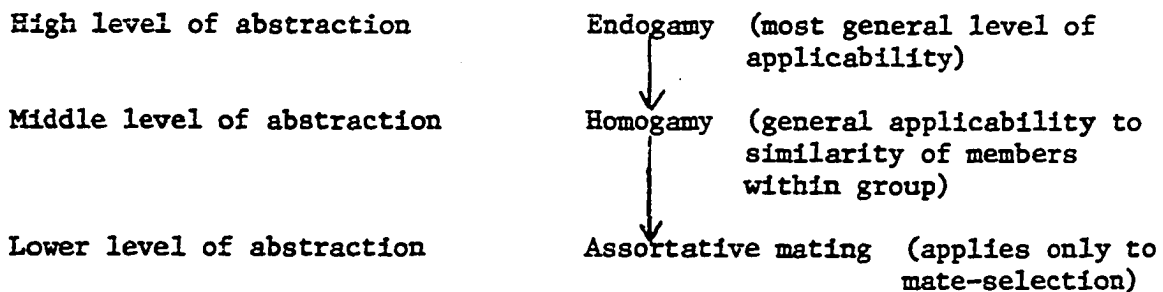 High level of abstraction Endogamy (most general level of
applicability)
Middle level of abstraction Homogamy (general applicability to
similarity of members
within group)
Lower level of abstraction Assortative mating (applies only to
mate-selection)